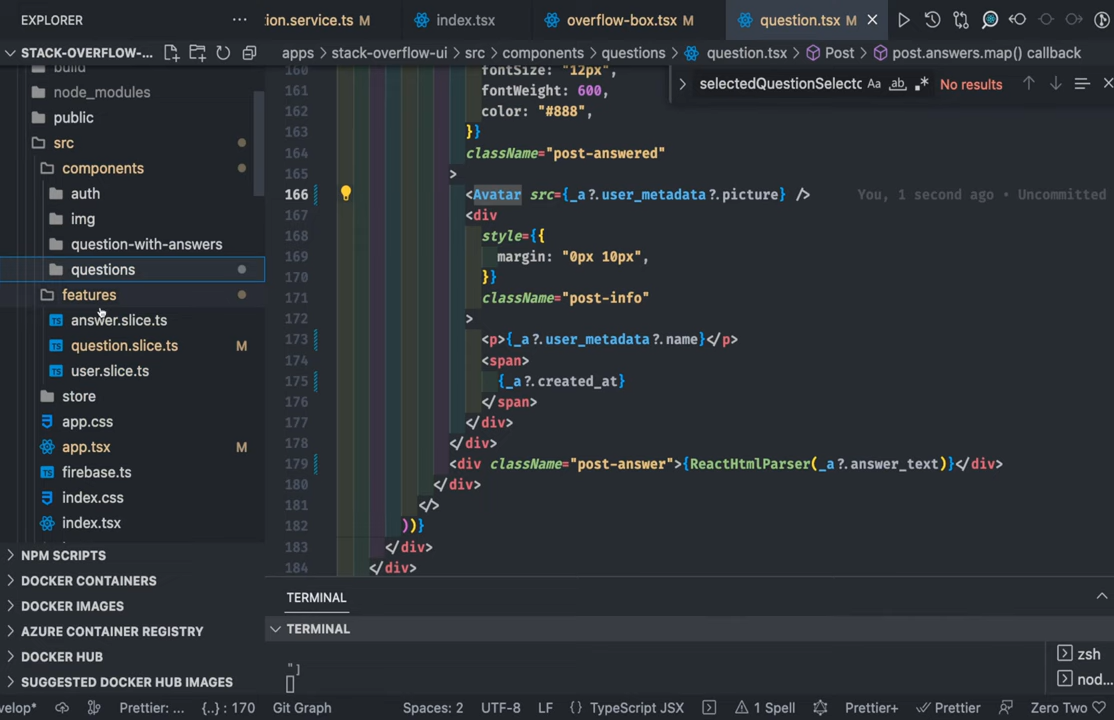 EXPLORER
...
ion.service.ts M
index.tsx
overflow-box.tsx M
question.tsx M
STACK-OVERFLOW-...
apps > stack-overflow-ui > src > components > questions > question.tsx > Post > post.answers.map() callback
selectedQuestionSelecto
Aa
ab
No results
build
node_modules
public
src
components
auth
img
question-with-answers
questions
features
answer.slice.ts
question.slice.ts M
user.slice.ts
store
app.css
app.tsx M
firebase.ts
index.css
index.tsx
NPM SCRIPTS
DOCKER CONTAINERS
DOCKER IMAGES
AZURE CONTAINER REGISTRY
DOCKER HUB
SUGGESTED DOCKER HUB IMAGES
160 fontSize: "12px",
161 fontWeight: 600,
162 color: "#888",
163 }}
164 className="post-answered"
>
166 <Avatar src={_a?.user_metadata?.picture} /> You, 1 second ago • Uncommitted
167 <div
168 style={{
169 margin: "0px 10px",
170 }}
171 className="post-info"
172 >
173 <p>{_a?.user_metadata?.name}</p>
174 <span>
175 {_a?.created_at}
176 </span>
177 </div>
178 </div>
179 <div className="post-answer">{ReactHtmlParser(_a?.answer_text)}</div>
180 </div>
181 </>
182 ))}
183 </div>
184 </div>
TERMINAL
TERMINAL
"]
zsh
nod...
velop*
Prettier: ...
{..} : 170
Git Graph
Spaces: 2
UTF-8
LF
{} TypeScript JSX
1 Spell
Prettier+
Prettier
Zero Two